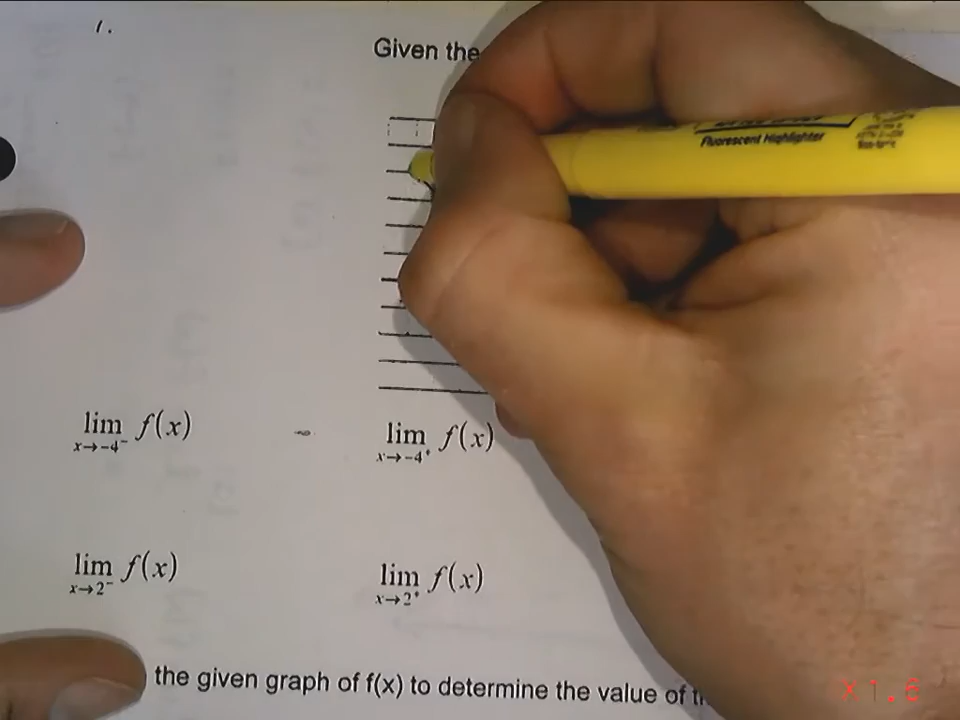 1.
Given the
Fluorescent Highlighter
lim f(x)
x→-4⁻
lim f(x)
x→-4⁺
lim f(x)
x→2⁻
lim f(x)
x→2⁺
the given graph of f(x) to determine the value of
X1.6